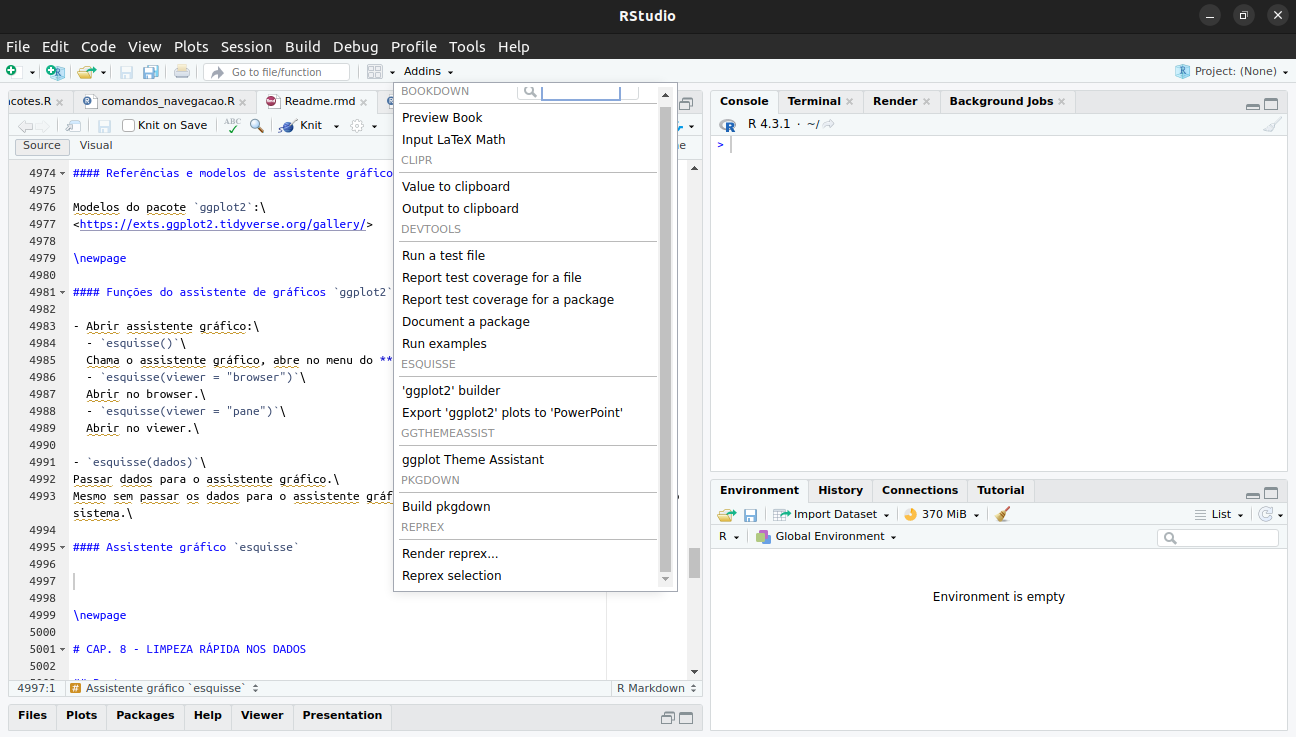 RStudio
File Edit Code View Plots Session Build Debug Profile Tools Help
Go to file/function Addins Project: (None)
acotes.R comandos_navegacao.R Readme.rmd
Knit on Save ABC Knit
Source Visual
4974 #### Referências e modelos de assistente gráfico
4975
4976 Modelos do pacote `ggplot2`:\
4977 <https://exts.ggplot2.tidyverse.org/gallery/>
4978
4979 \newpage
4980
4981 #### Funções do assistente de gráficos `ggplot2`
4982
4983 - Abrir assistente gráfico:\
4984 - `esquisse()`\
4985 Chama o assistente gráfico, abre no menu do **
4986 - `esquisse(viewer = "browser")`\
4987 Abrir no browser.\
4988 - `esquisse(viewer = "pane")`\
4989 Abrir no viewer.\
4990
4991 - `esquisse(dados)`\
4992 Passar dados para o assistente gráfico.\
4993 Mesmo sem passar os dados para o assistente gráf
sistema.\
4994
4995 #### Assistente gráfico `esquisse`
4996
4997
4998
4999 \newpage
5000
5001 # CAP. 8 - LIMPEZA RÁPIDA NOS DADOS
5002
4997:1 # Assistente gráfico `esquisse` R Markdown
Files Plots Packages Help Viewer Presentation
BOOKDOWN
Preview Book
Input LaTeX Math
CLIPR
Value to clipboard
Output to clipboard
DEVTOOLS
Run a test file
Report test coverage for a file
Report test coverage for a package
Document a package
Run examples
ESQUISSE
'ggplot2' builder
Export 'ggplot2' plots to 'PowerPoint'
GGTHEMEASSIST
ggplot Theme Assistant
PKGDOWN
Build pkgdown
REPREX
Render reprex...
Reprex selection
Console Terminal Render Background Jobs
R R 4.3.1 · ~/
>
Environment History Connections Tutorial
Import Dataset 370 MiB List
R Global Environment
Environment is empty